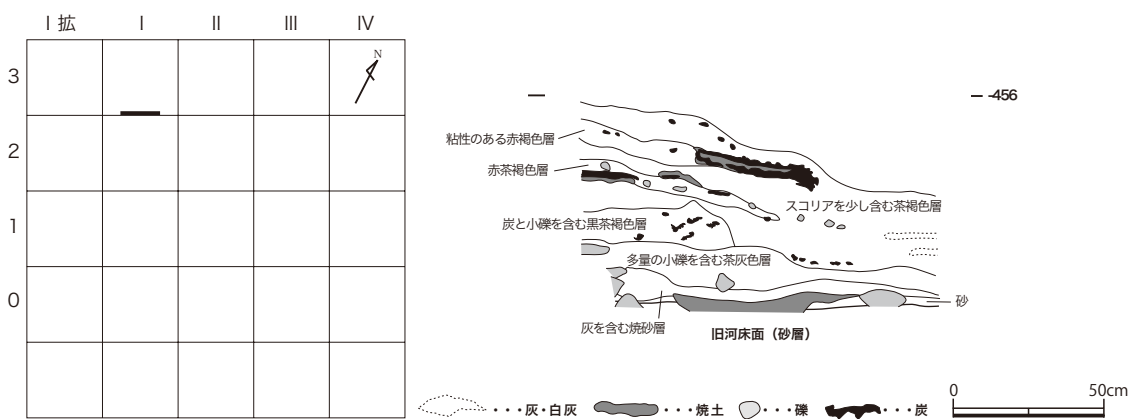 I 拡 I II III IV
N
3
2
1
0
-456
粘性のある赤褐色層
赤茶褐色層
スコリアを少し含む茶褐色層
炭と小礫を含む黒茶褐色層
多量の小礫を含む茶灰色層
砂
灰を含む焼砂層
旧河床面（砂層）
0 50cm
・・・灰・白灰 ・・・焼土 ・・・礫 ・・・炭